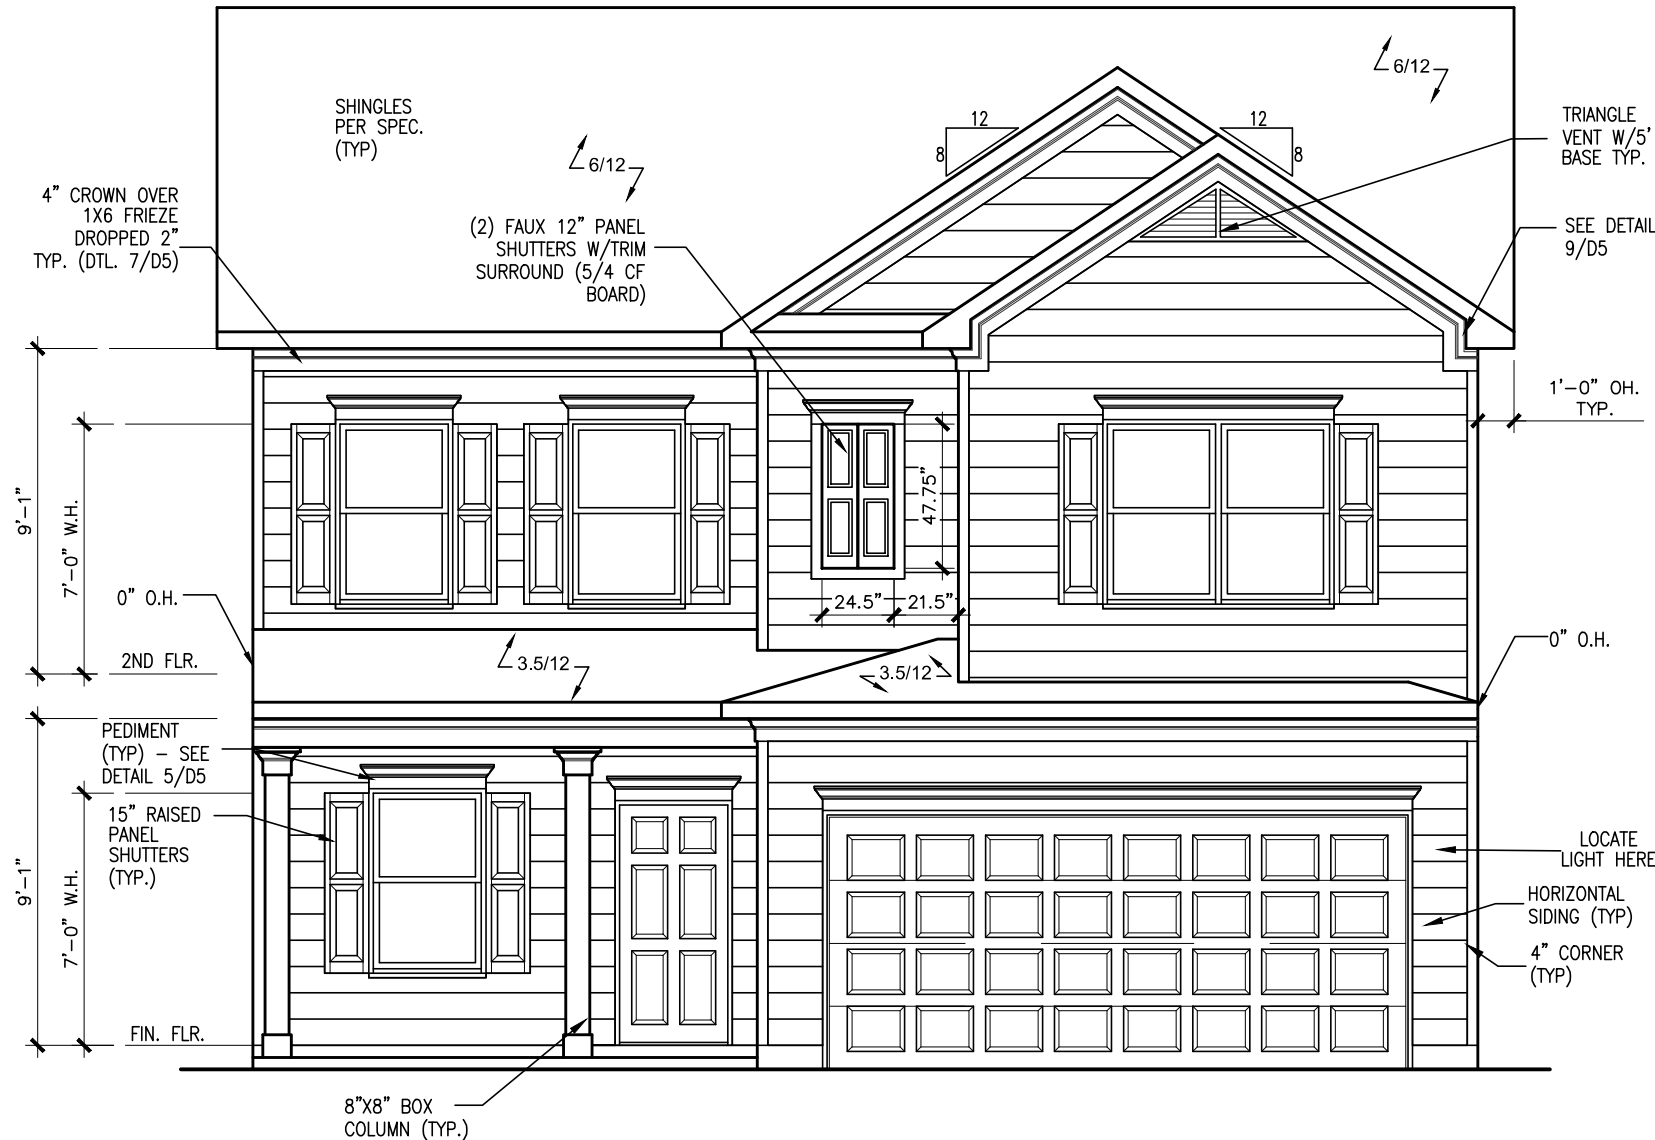 SHINGLES
PER SPEC.
(TYP)
6/12
6/12
12
8
12
8
TRIANGLE
VENT W/5'
BASE TYP.
4" CROWN OVER
1X6 FRIEZE
DROPPED 2"
TYP. (DTL. 7/D5)
(2) FAUX 12" PANEL
SHUTTERS W/TRIM
SURROUND (5/4 CF
BOARD)
SEE DETAIL
9/D5
1'-0" OH.
TYP.
9'-1"
7'-0" W.H.
47.75"
24.5"
21.5"
0" O.H.
2ND FLR.
3.5/12
3.5/12
0" O.H.
PEDIMENT
(TYP) - SEE
DETAIL 5/D5
15" RAISED
PANEL
SHUTTERS
(TYP.)
9'-1"
7'-0" W.H.
FIN. FLR.
LOCATE
LIGHT HERE
HORIZONTAL
SIDING (TYP)
4" CORNER
(TYP)
8"X8" BOX
COLUMN (TYP.)